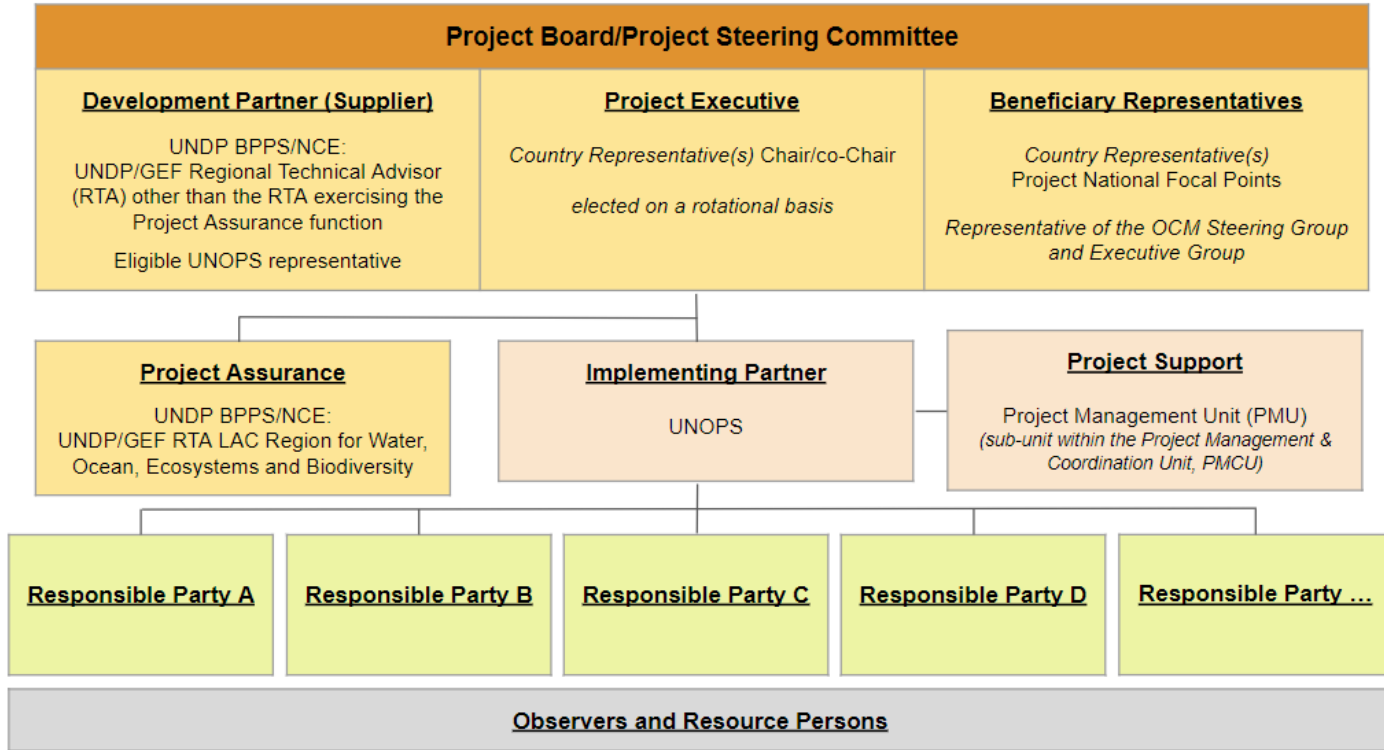 Project Board/Project Steering Committee
Development Partner (Supplier)
UNDP BPPS/NCE:
UNDP/GEF Regional Technical Advisor
(RTA) other than the RTA exercising the
Project Assurance function
Eligible UNOPS representative
Project Executive
Country Representative(s) Chair/co-Chair
elected on a rotational basis
Beneficiary Representatives
Country Representative(s)
Project National Focal Points
Representative of the OCM Steering Group
and Executive Group
Project Assurance
UNDP BPPS/NCE:
UNDP/GEF RTA LAC Region for Water,
Ocean, Ecosystems and Biodiversity
Implementing Partner
UNOPS
Project Support
Project Management Unit (PMU)
(sub-unit within the Project Management &
Coordination Unit, PMCU)
Responsible Party A
Responsible Party B
Responsible Party C
Responsible Party D
Responsible Party …
Observers and Resource Persons